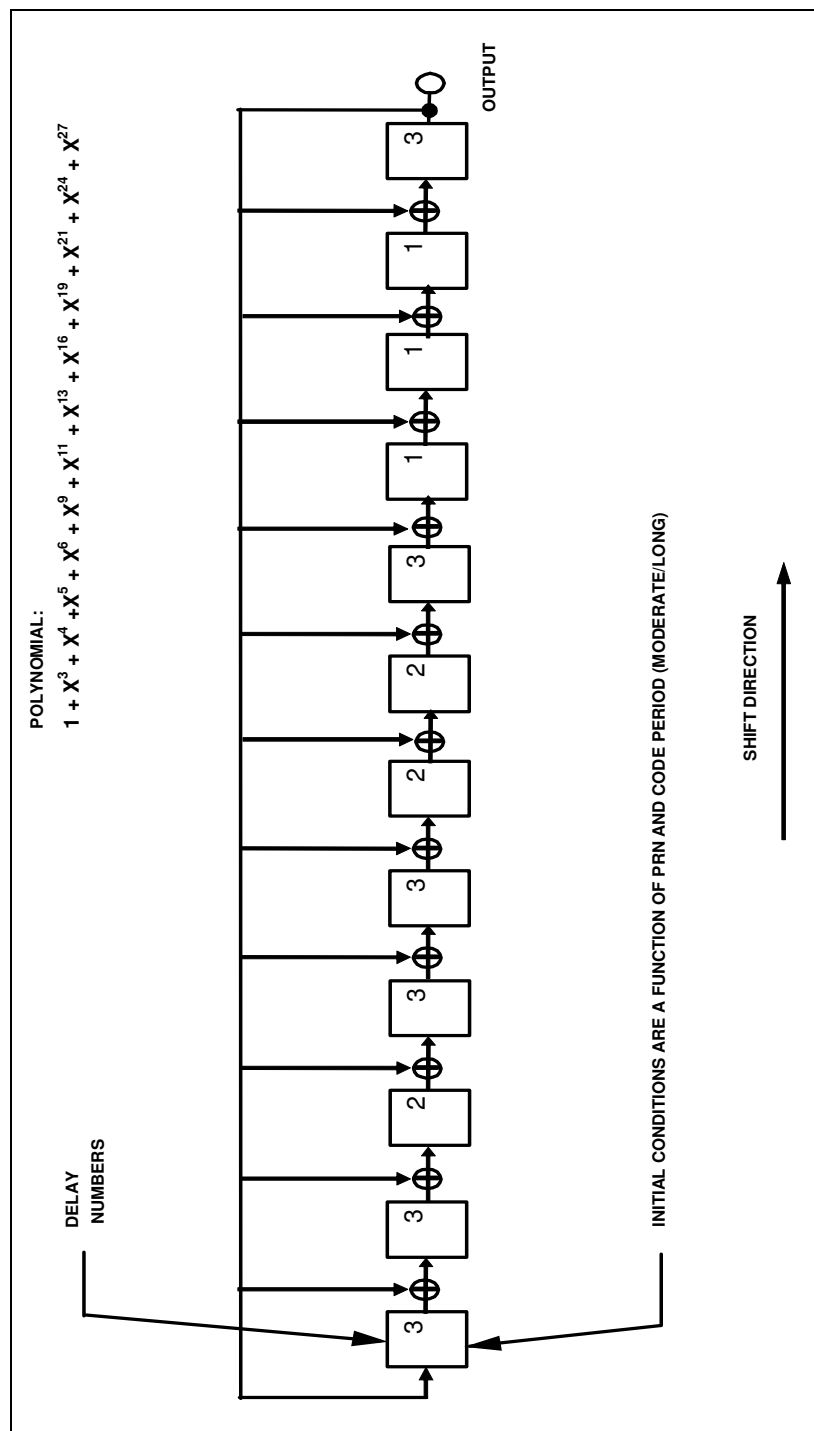 POLYNOMIAL:
1 + X³ + X⁴ +X⁵ + X⁶ + X⁹ + X¹¹ + X¹³ + X¹⁶ + X¹⁹ + X²¹ + X²⁴ + X²⁷
DELAY
NUMBERS
3 3 2 3 3 2 2 3 1 1 1 3
OUTPUT
INITIAL CONDITIONS ARE A FUNCTION OF PRN AND CODE PERIOD (MODERATE/LONG)
SHIFT DIRECTION